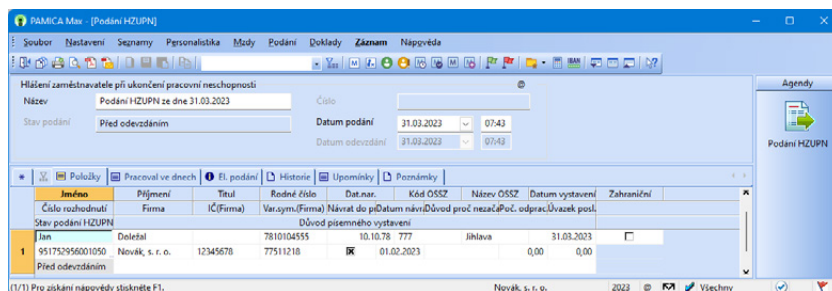 PAMICA Max - [Podání HZUPN]
Soubor Nastavení Seznamy Personalistika Mzdy Podání Doklady Záznam Nápověda
Hlášení zaměstnavatele při ukončení pracovní neschopnosti
@
Agendy
Název Podání HZUPN ze dne 31.03.2023 Číslo
Stav podání Před odevzdáním Datum podání 31.03.2023 07:43
Datum odevzdání 31.03.2023 07:43
Podání HZUPN
Položky Pracoval ve dnech El. podání Historie Upomínky Poznámky
Jméno Příjmení Titul Rodné číslo Dat.nar. Kód OSSZ Název OSSZ Datum vystavení Zahraniční
Číslo rozhodnutí Firma IČ(Firma) Var.sym.(Firma) Návrat do Datum návra Důvod proč nezača Poč. odprac. Úvazek posl.
Stav podání HZUPN Důvod písemného vystavení
Jan Doležal 7810104555 10.10.78 777 Jihlava 31.03.2023
1 951752956001050 Novák, s. r. o. 12345678 77511218 01.02.2023 0,00 0,00
Před odevzdáním
(1/1) Pro získání nápovědy stiskněte F1. Novák, s. r. o. 2023 @ Všechny